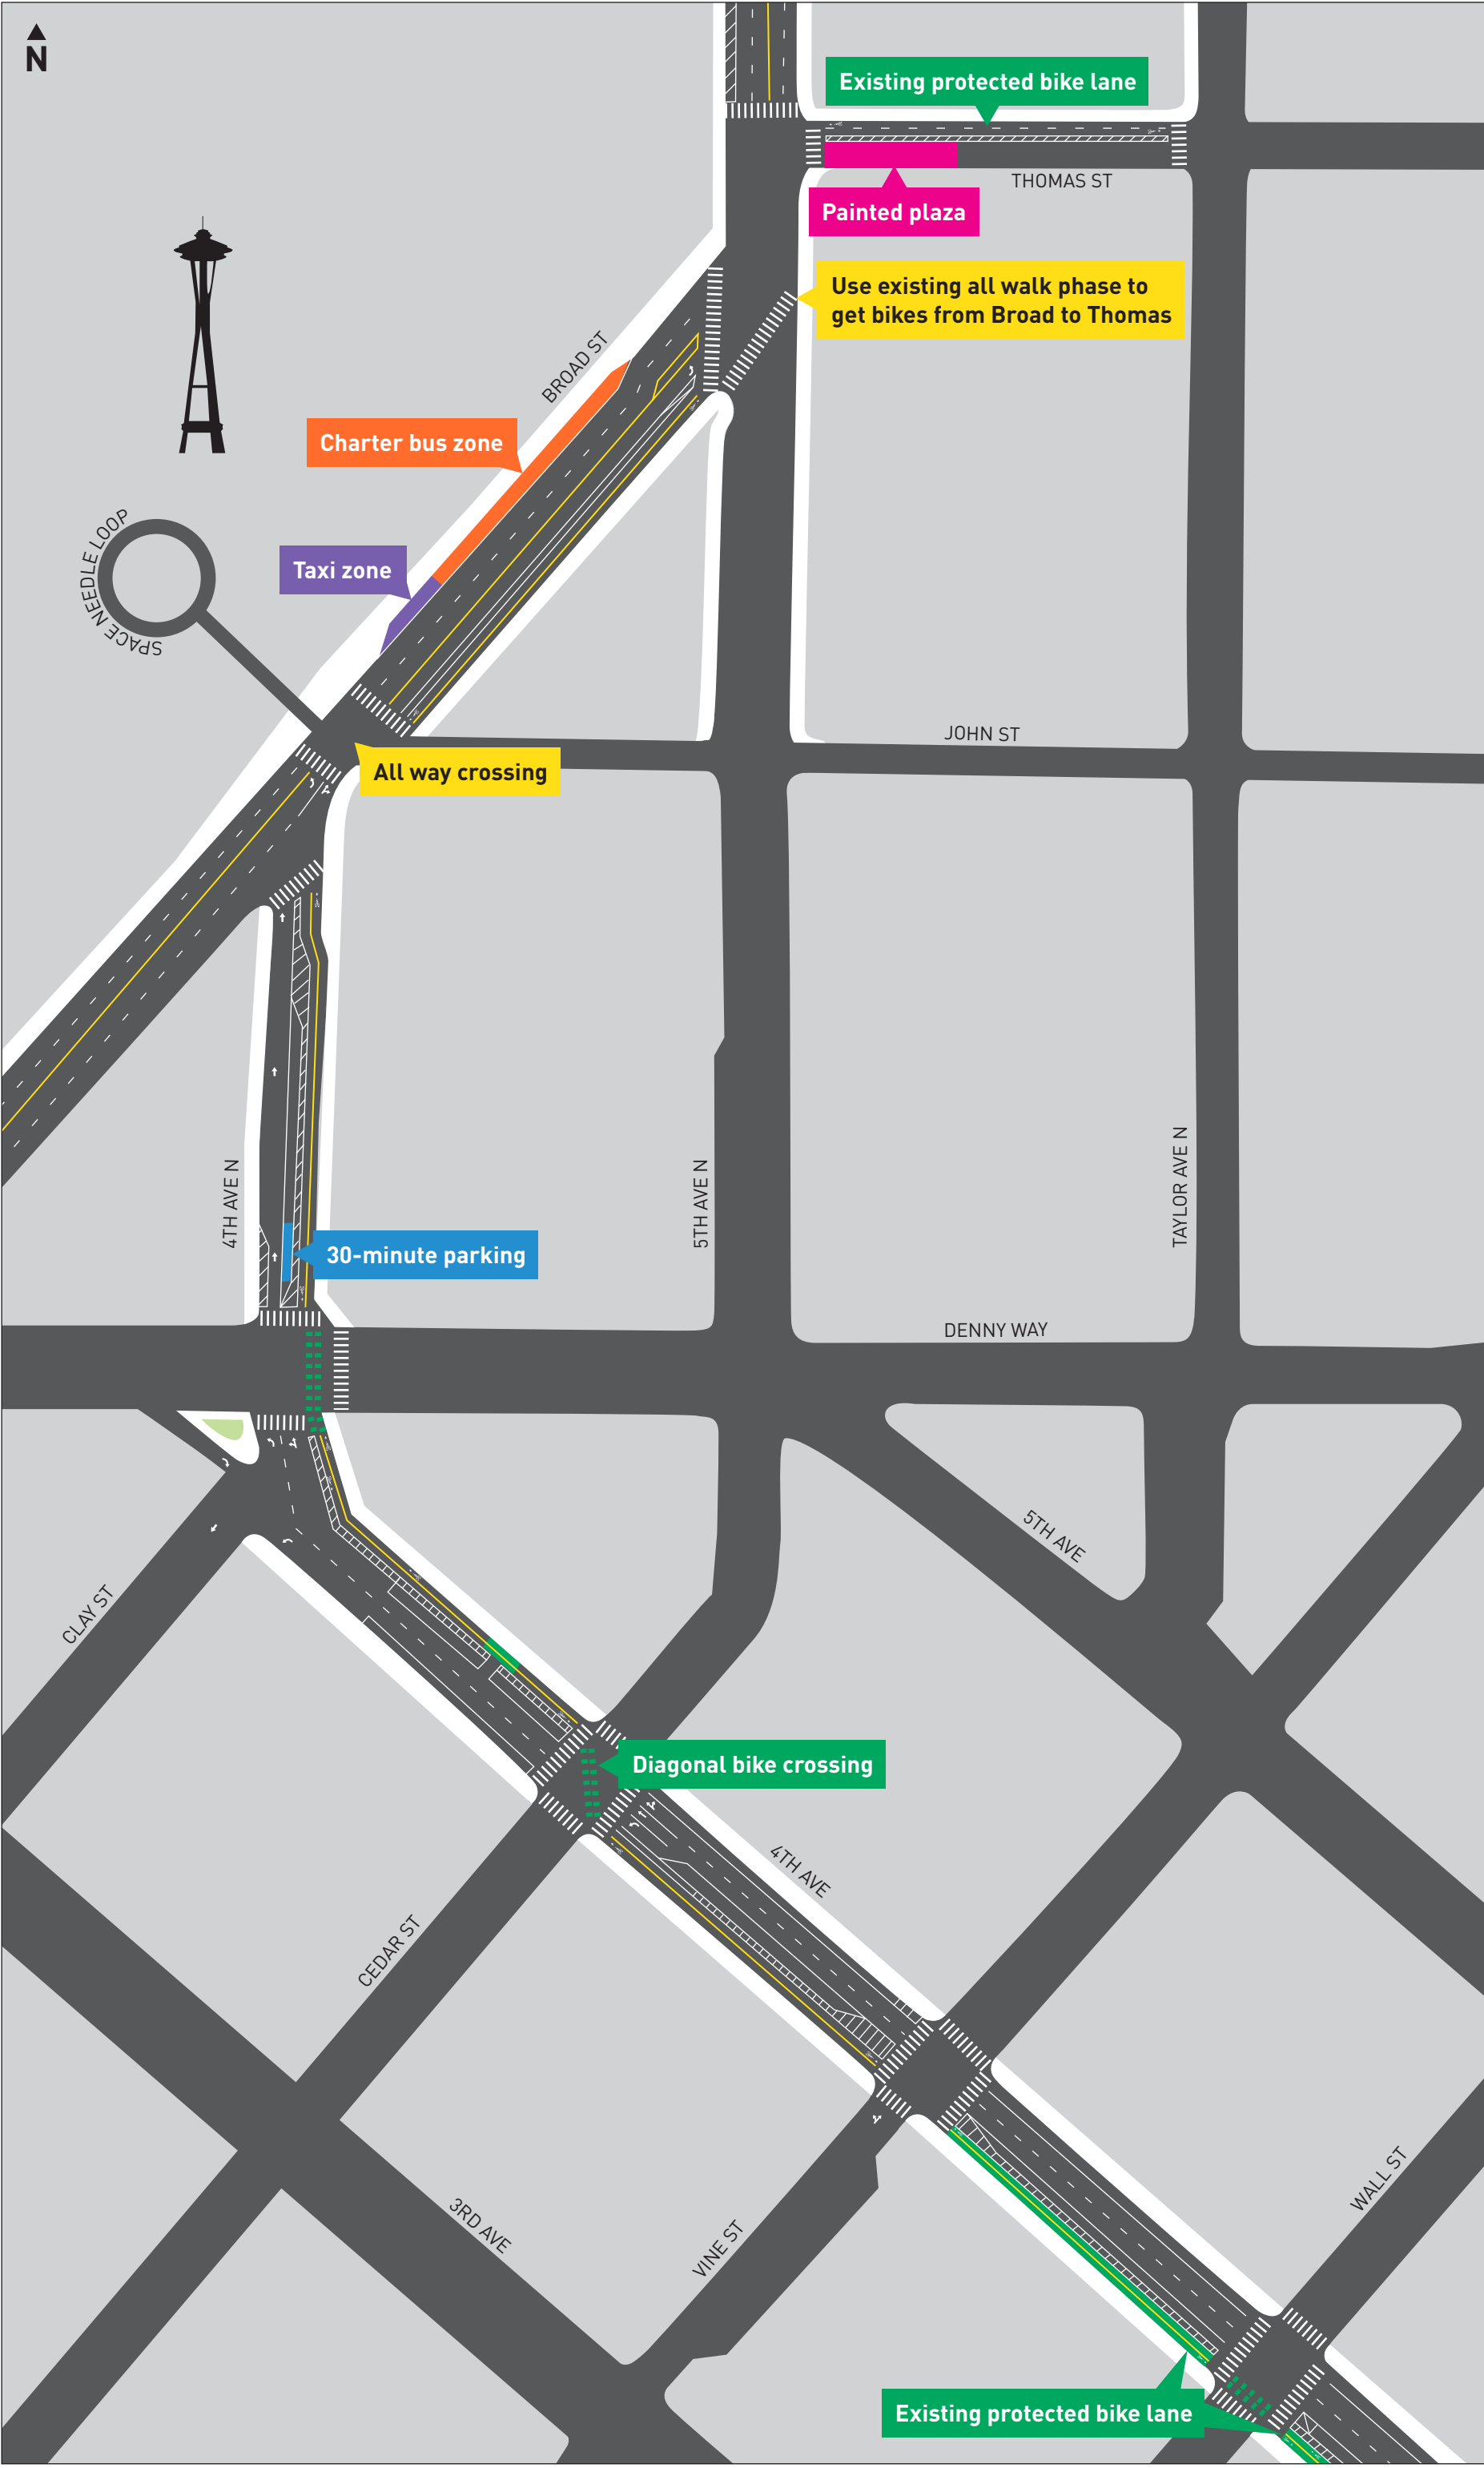 N
Existing protected bike lane
THOMAS ST
Painted plaza
Use existing all walk phase to
get bikes from Broad to Thomas
BROAD ST
Charter bus zone
SPACE NEEDLE LOOP
Taxi zone
JOHN ST
All way crossing
4TH AVE N
5TH AVE N
TAYLOR AVE N
30-minute parking
DENNY WAY
5TH AVE
CLAY ST
Diagonal bike crossing
4TH AVE
CEDAR ST
3RD AVE
VINE ST
WALL ST
Existing protected bike lane